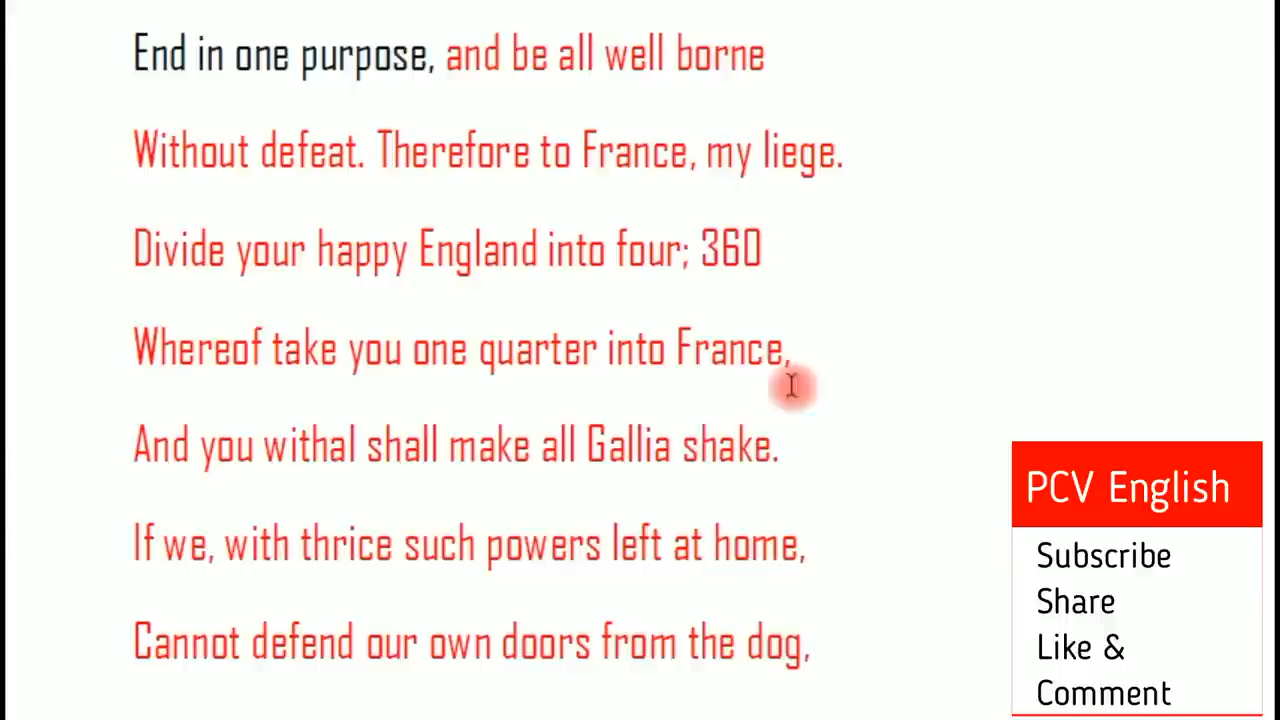 End in one purpose, and be all well borne
Without defeat. Therefore to France, my liege.
Divide your happy England into four; 360
Whereof take you one quarter into France,
And you withal shall make all Gallia shake.
If we, with thrice such powers left at home,
Cannot defend our own doors from the dog,
PCV English
Subscribe
Share
Like &
Comment